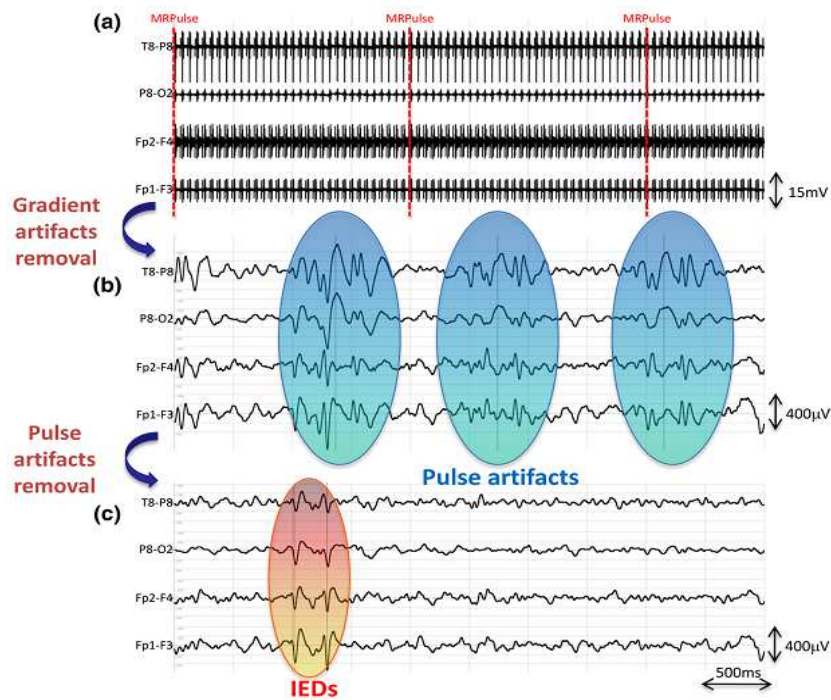 (a)
MRPulse MRPulse MRPulse
T8-P8
P8-O2
Fp2-F4
Fp1-F3
15mV
Gradient
artifacts
removal
(b)
T8-P8
P8-O2
Fp2-F4
Fp1-F3
400μV
Pulse
artifacts
removal
Pulse artifacts
(c)
T8-P8
P8-O2
Fp2-F4
Fp1-F3
400μV
500ms
IEDs